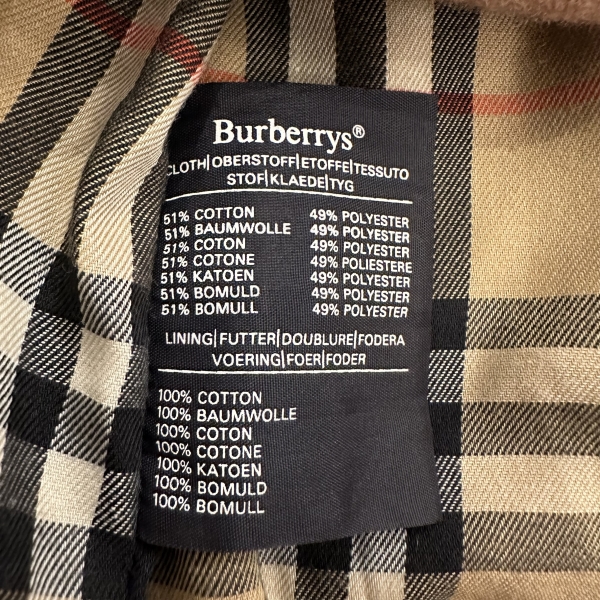 Burberrys®
CLOTH|OBERSTOFF|ETOFFE|TESSUTO
STOF|KLAEDE|TYG
51% COTTON 49% POLYESTER
51% BAUMWOLLE 49% POLYESTER
51% COTON 49% POLYESTER
51% COTONE 49% POLIESTERE
51% KATOEN 49% POLYESTER
51% BOMULD 49% POLYESTER
51% BOMULL 49% POLYESTER
LINING|FUTTER|DOUBLURE|FODERA
VOERING|FOER|FODER
100% COTTON
100% BAUMWOLLE
100% COTON
100% COTONE
100% KATOEN
100% BOMULD
100% BOMULL